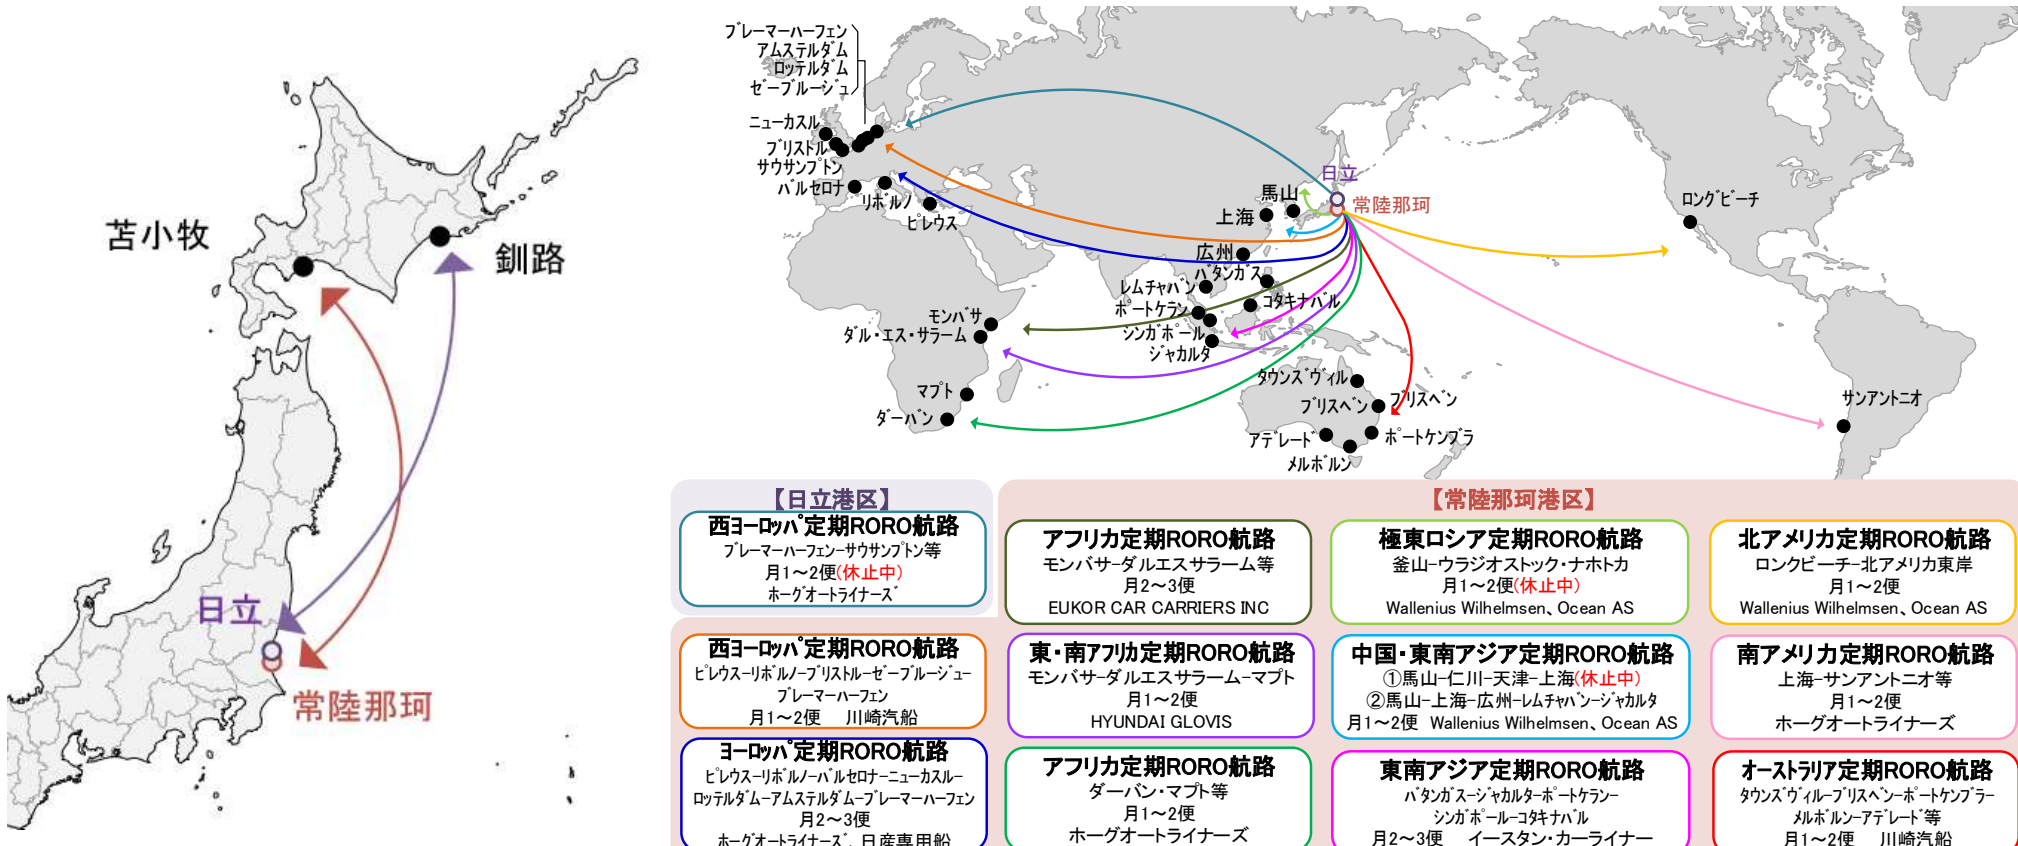 苫小牧
釧路
日立
常陸那珂
ブレーマーハーフェン
アムステルダム
ロッテルダム
ゼーブルージュ
ニューカスル
ブリストル
サウサンプトン
バルセロナ
リボルノ
ピレウス
モンバサ
ダル・エス・サラーム
マプト
ダーバン
日立
常陸那珂
馬山
上海
広州
バタンガス
レムチャバン
ポートケラン
コタキナバル
シンガポール
ジャカルタ
タウンズヴィル
ブリスベン
ブリスベン
アデレード
ポートケンブラ
メルボルン
ロングビーチ
サンアントニオ
【日立港区】
西ヨーロッパ定期RORO航路
ブレーマーハーフェン−サウサンプトン等
月1～2便(休止中)
ホーグオートライナーズ
【常陸那珂港区】
西ヨーロッパ定期RORO航路
ピレウス−リボルノ−ブリストル−ゼーブルージュ−
ブレーマーハーフェン
月1～2便　川崎汽船
ヨーロッパ定期RORO航路
ピレウス−リボルノ−バルセロナ−ニューカスル−
ロッテルダム−アムステルダム−ブレーマーハーフェン
月2～3便
ホーグオートライナーズ、日産専用船
アフリカ定期RORO航路
モンバサ−ダルエスサラーム等
月2～3便
EUKOR CAR CARRIERS INC
東・南アフリカ定期RORO航路
モンバサ−ダルエスサラーム−マプト
月1～2便
HYUNDAI GLOVIS
アフリカ定期RORO航路
ダーバン・マプト等
月1～2便
ホーグオートライナーズ
極東ロシア定期RORO航路
釜山−ウラジオストック・ナホトカ
月1～2便(休止中)
Wallenius Wilhelmsen、Ocean AS
中国・東南アジア定期RORO航路
①馬山−仁川−天津−上海(休止中)
②馬山−上海−広州−レムチャバン−ジャカルタ
月1～2便 Wallenius Wilhelmsen、Ocean AS
東南アジア定期RORO航路
バタンガス−ジャカルタ−ポートケラン−
シンガポール−コタキナバル
月2～3便　イースタン・カーライナー
北アメリカ定期RORO航路
ロングビーチ−北アメリカ東岸
月1～2便
Wallenius Wilhelmsen、Ocean AS
南アメリカ定期RORO航路
上海−サンアントニオ等
月1～2便
ホーグオートライナーズ
オーストラリア定期RORO航路
タウンズヴィル−ブリスベン−ポートケンブラ−
メルボルン−アデレード等
月1～2便　川崎汽船